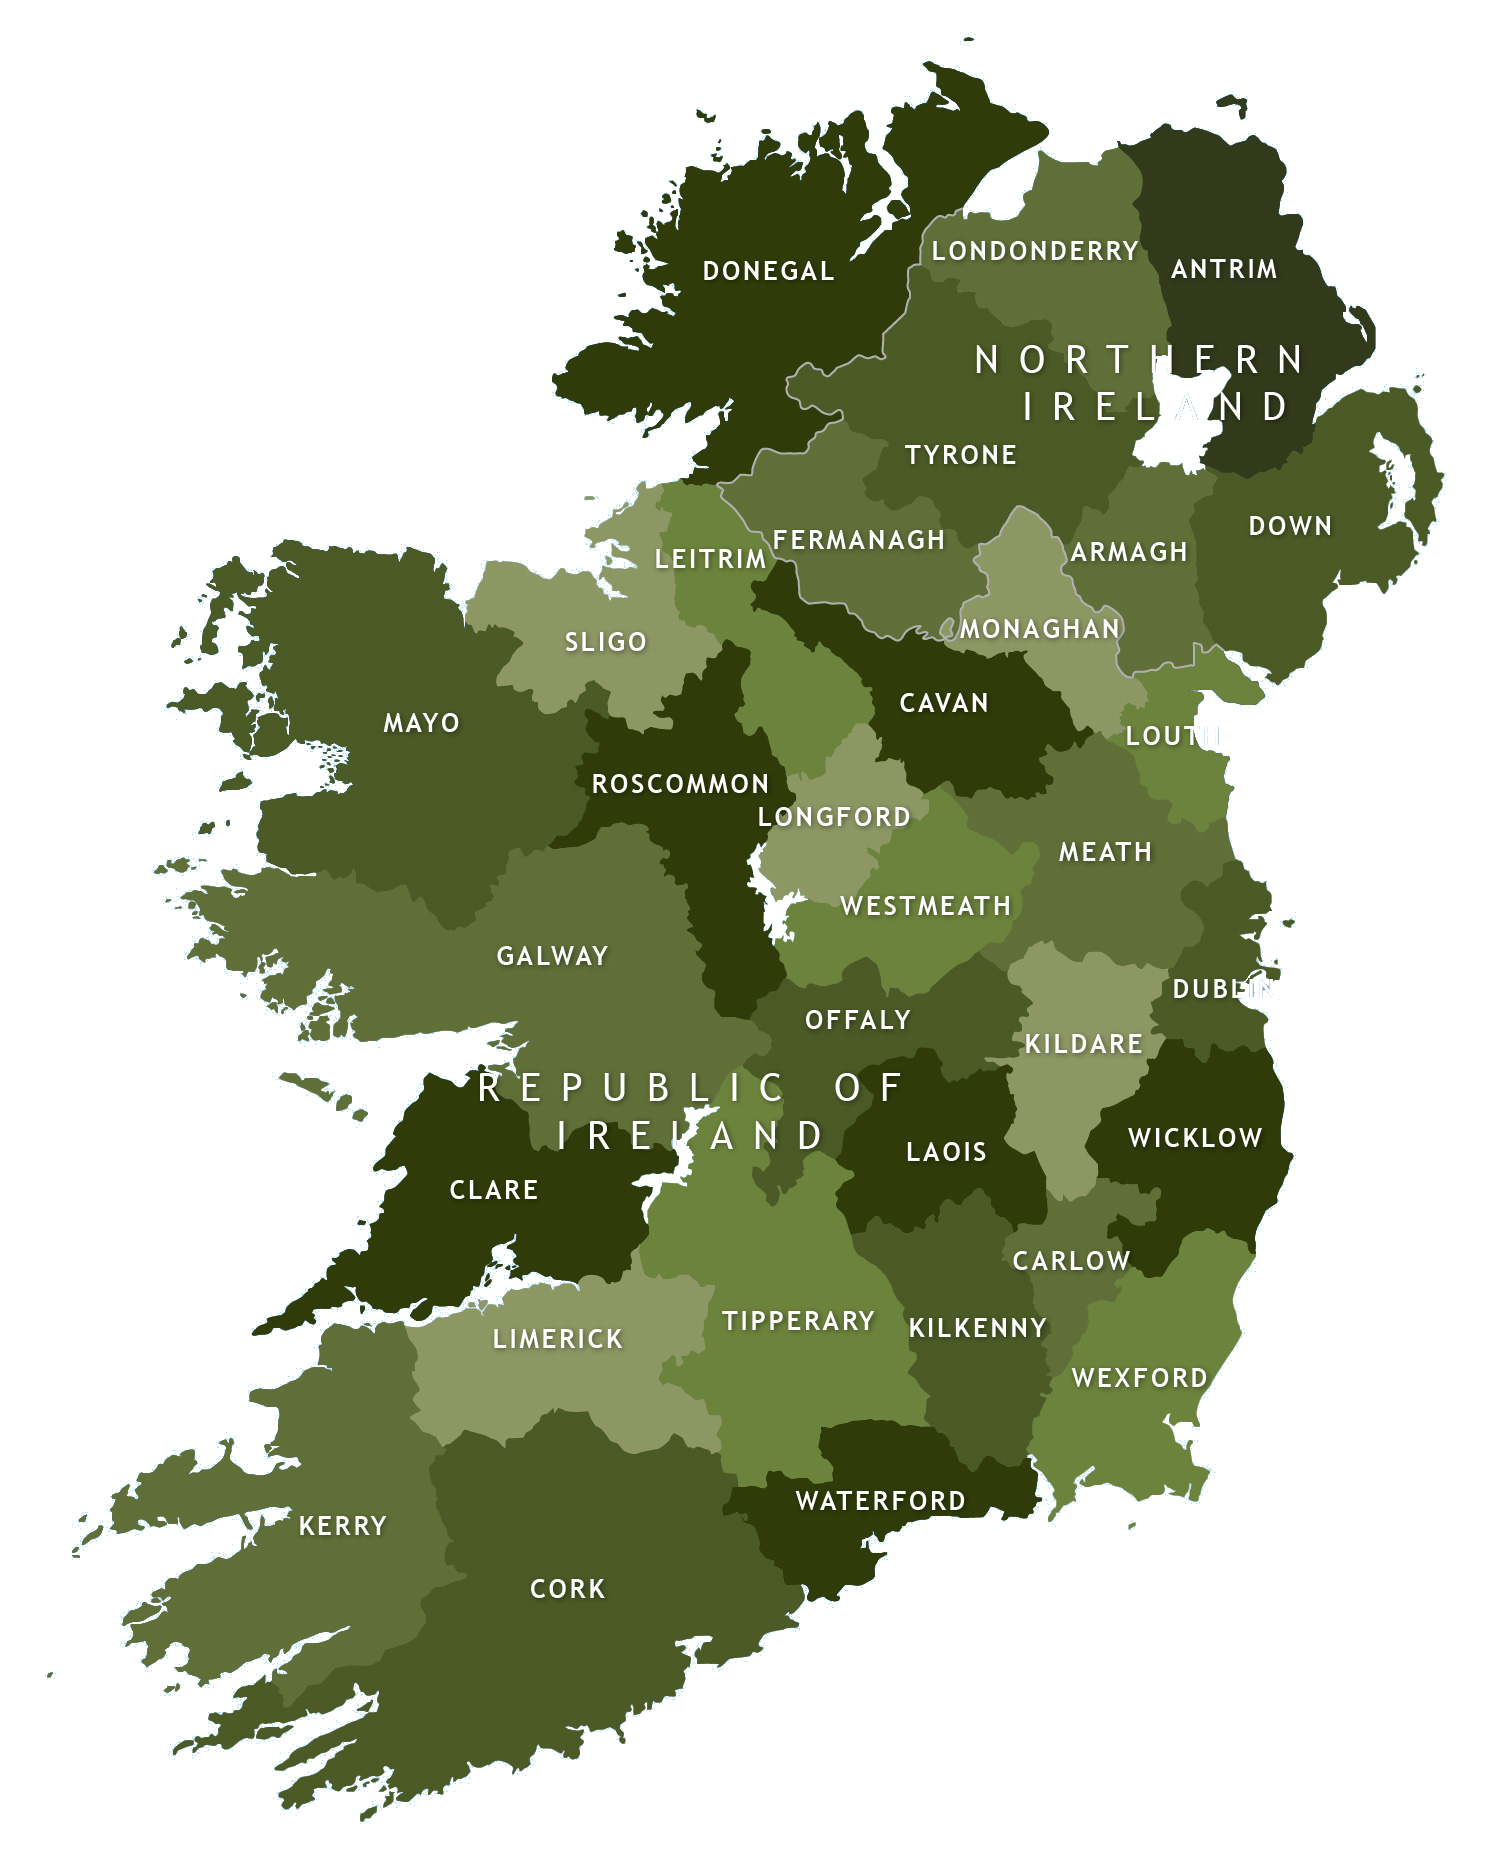 LONDONDERRY
ANTRIM
DONEGAL
NORTHERN
IRELAND
TYRONE
DOWN
FERMANAGH
ARMAGH
LEITRIM
MONAGHAN
SLIGO
CAVAN
MAYO
LOUTH
ROSCOMMON
LONGFORD
MEATH
WESTMEATH
GALWAY
DUBLIN
OFFALY
KILDARE
REPUBLIC OF
IRELAND
WICKLOW
LAOIS
CLARE
CARLOW
TIPPERARY
KILKENNY
LIMERICK
WEXFORD
WATERFORD
KERRY
CORK